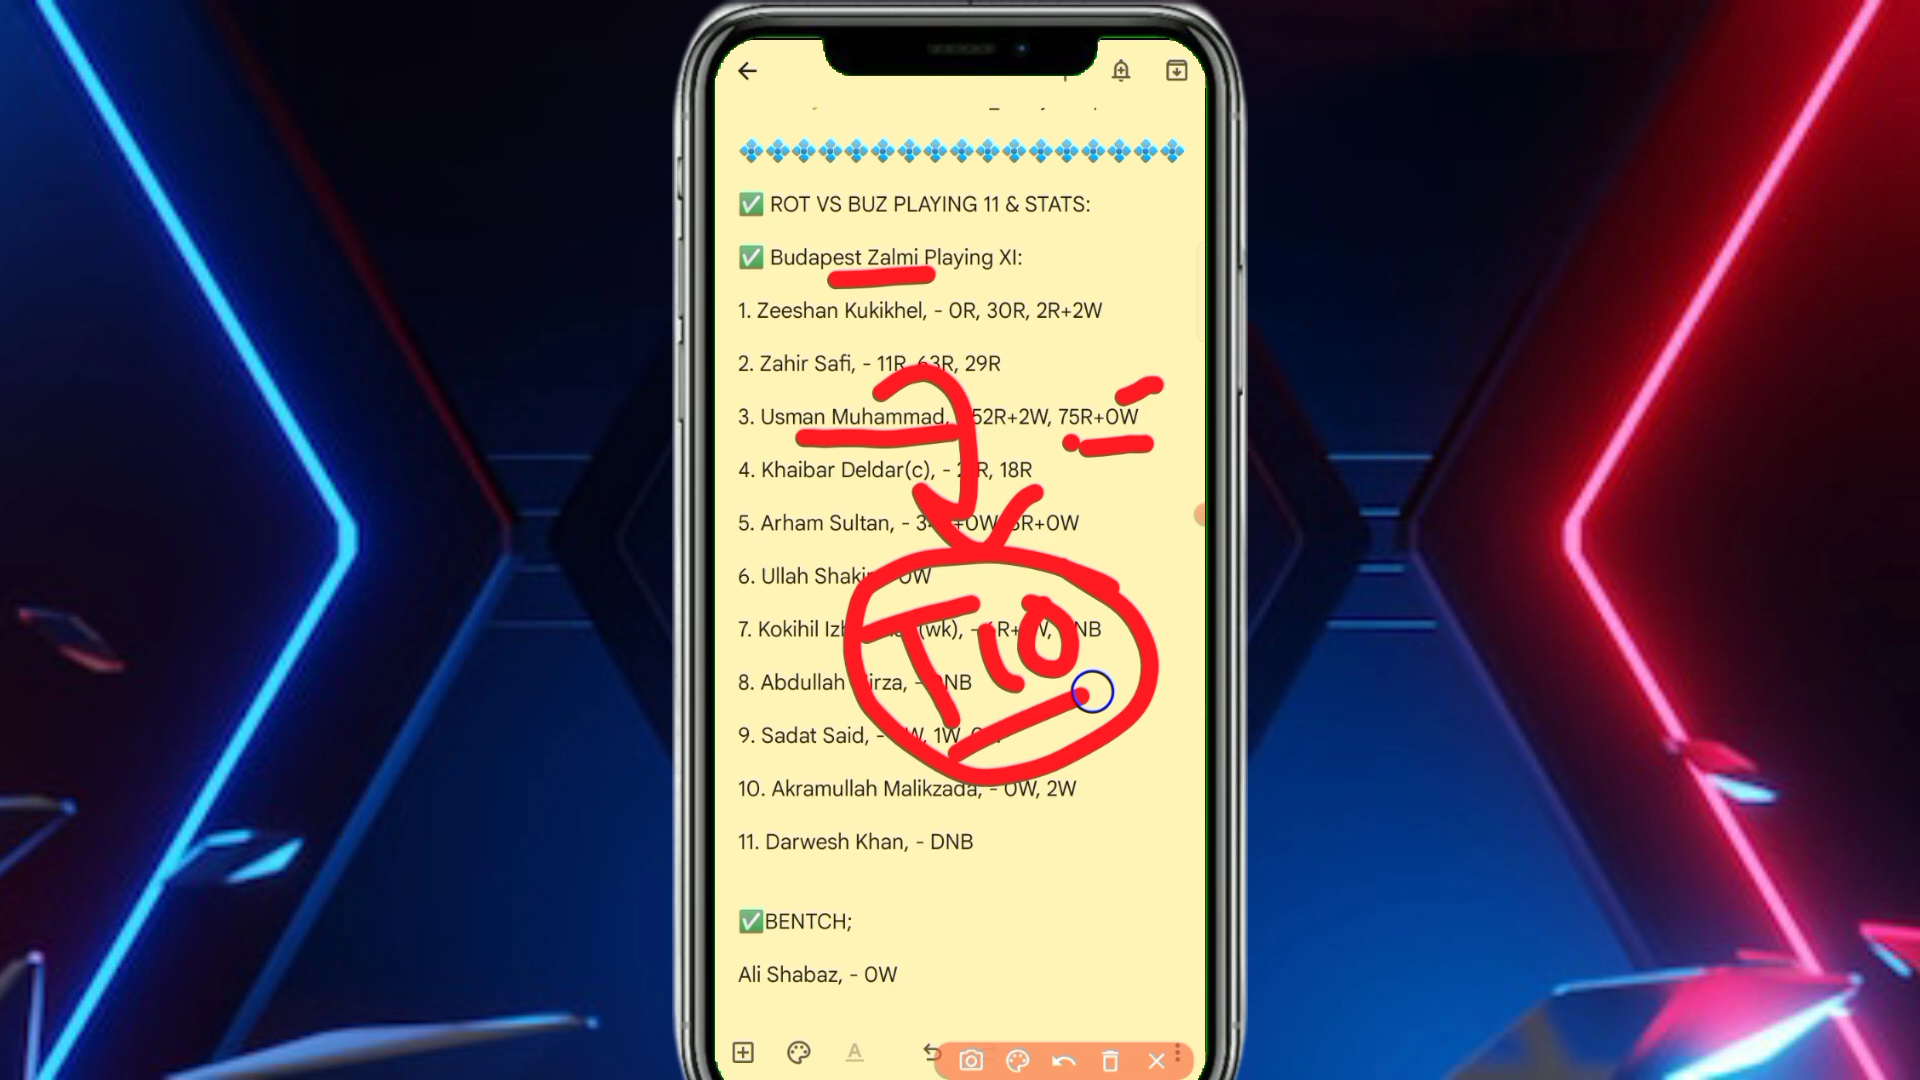 ✅ ROT VS BUZ PLAYING 11 & STATS:
✅ Budapest Zalmi Playing XI:
1. Zeeshan Kukikhel, - 0R, 30R, 2R+2W
2. Zahir Safi, - 11R, 63R, 29R
3. Usman Muhammad, 52R+2W, 75R+0W
4. Khaibar Deldar(c), - R, 18R
5. Arham Sultan, - +0W R+0W
6. Ullah 0W
7. Kokihil (wk), - NB
8. Abdullah - DNB
9. Sadat Said, - 1W,
10. Akramullah Malikzada, - 0W, 2W
11. Darwesh Khan, - DNB
T10
✅BENTCH;
Ali Shabaz, - 0W
A